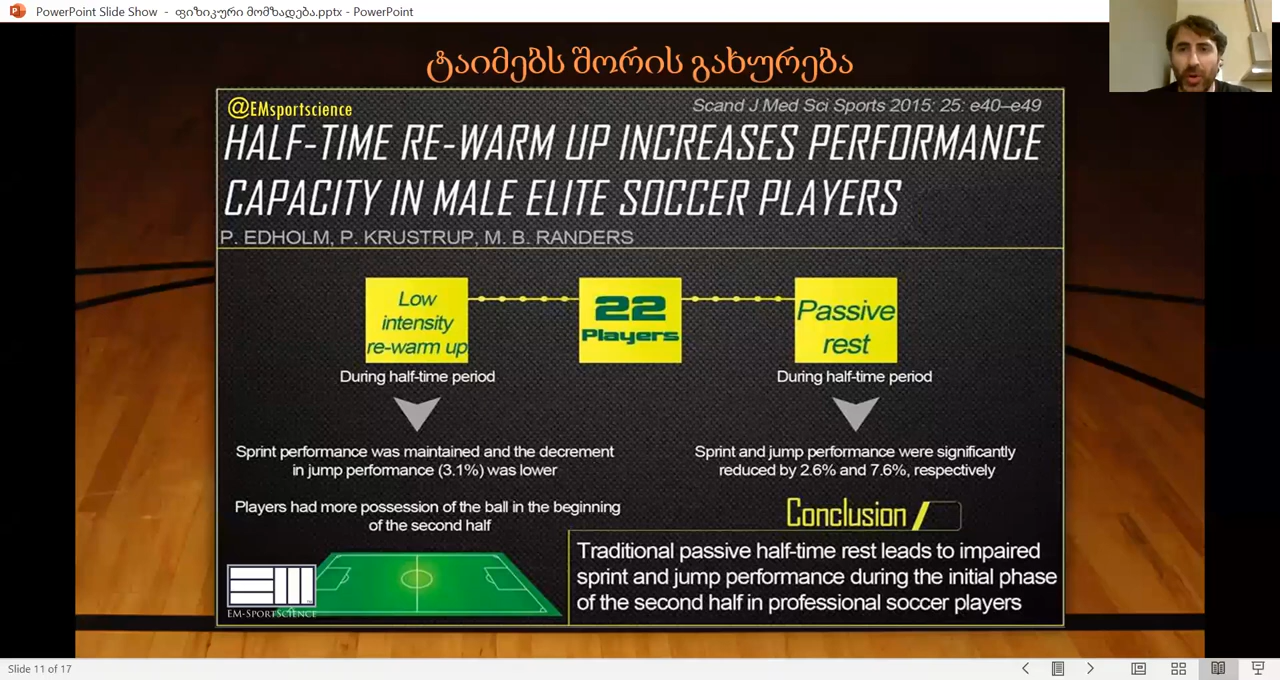 PowerPoint Slide Show - ფიზიკური მომზადება.pptx - PowerPoint
ტაიმებს შორის გახურება
@EMsportscience
Scand J Med Sci Sports 2015: 25: e40–e49
HALF-TIME RE-WARM UP INCREASES PERFORMANCE
CAPACITY IN MALE ELITE SOCCER PLAYERS
P. EDHOLM, P. KRUSTRUP, M. B. RANDERS
Low
intensity
re-warm up
22
Players
Passive
rest
During half-time period
During half-time period
Sprint performance was maintained and the decrement
in jump performance (3.1%) was lower
Sprint and jump performance were significantly
reduced by 2.6% and 7.6%, respectively
Players had more possession of the ball in the beginning
of the second half
Conclusion
Traditional passive half-time rest leads to impaired
sprint and jump performance during the initial phase
of the second half in professional soccer players
EM-SPORTSCIENCE
Slide 11 of 17